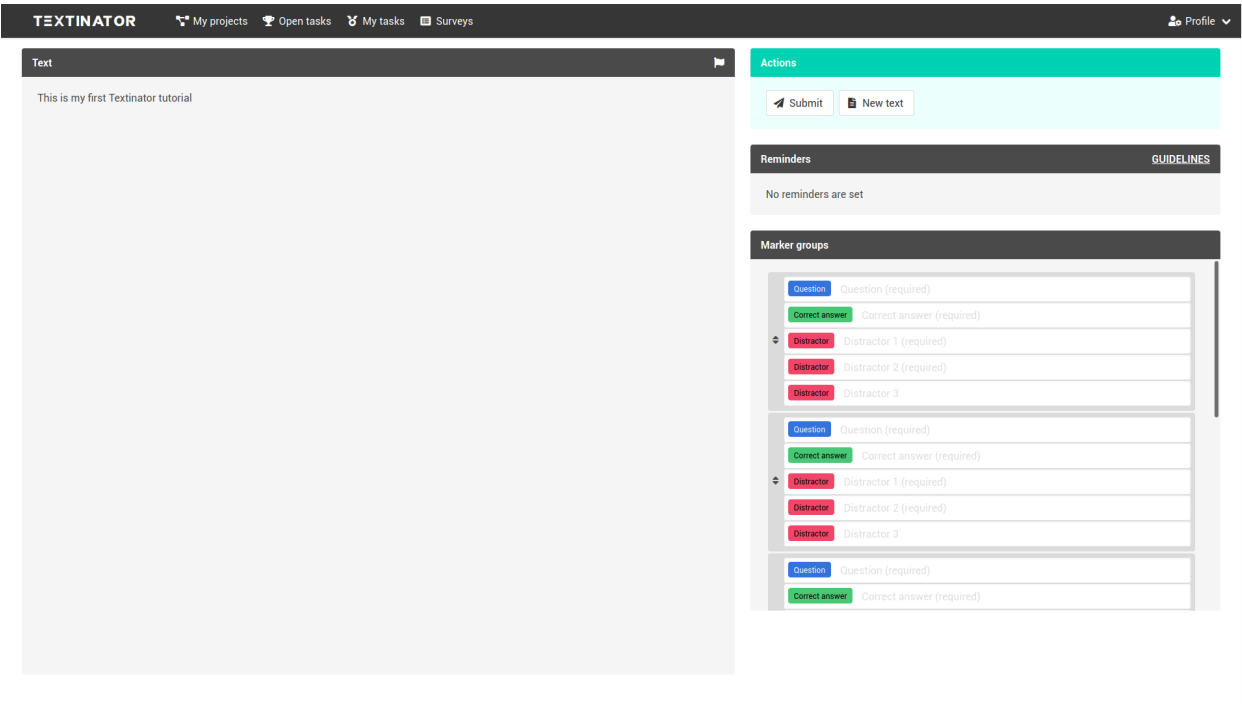 TEXTINATOR My projects Open tasks My tasks Surveys Profile
Text
This is my first Textinator tutorial
Actions
Submit New text
Reminders GUIDELINES
No reminders are set
Marker groups
Question Question (required)
Correct answer Correct answer (required)
Distractor Distractor 1 (required)
Distractor Distractor 2 (required)
Distractor Distractor 3
Question Question (required)
Correct answer Correct answer (required)
Distractor Distractor 1 (required)
Distractor Distractor 2 (required)
Distractor Distractor 3
Question Question (required)
Correct answer Correct answer (required)